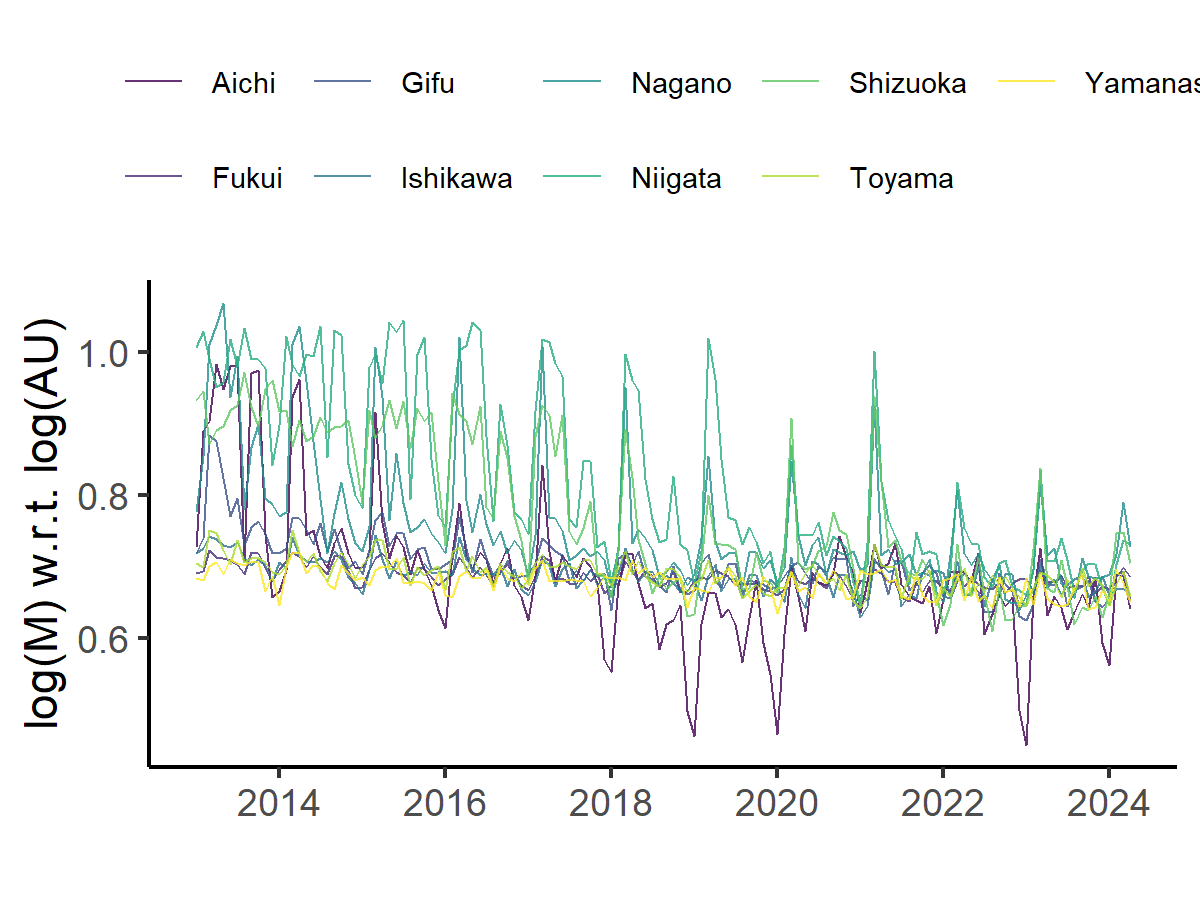 Aichi Gifu Nagano Shizuoka Yamanas
Fukui Ishikawa Niigata Toyama
log(M) w.r.t. log(AU)
1.0
0.8
0.6
2014 2016 2018 2020 2022 2024